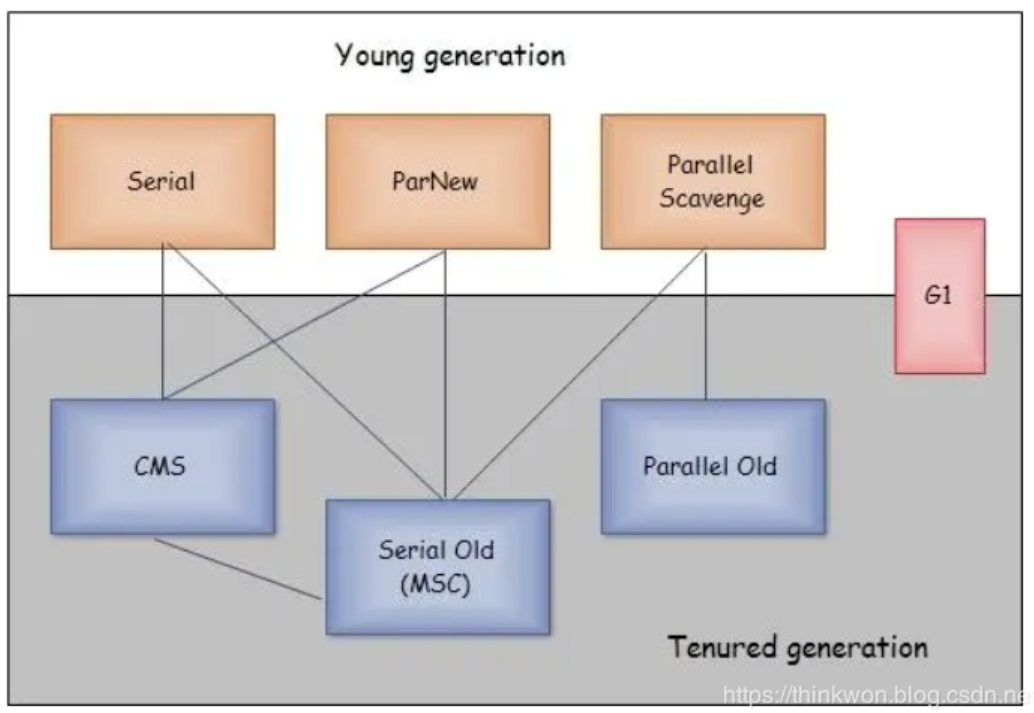 Young generation
Serial
ParNew
Parallel
Scavenge
G1
CMS
Serial Old
(MSC)
Parallel Old
Tenured generation
https://thinkwon.blog.csdn.ne